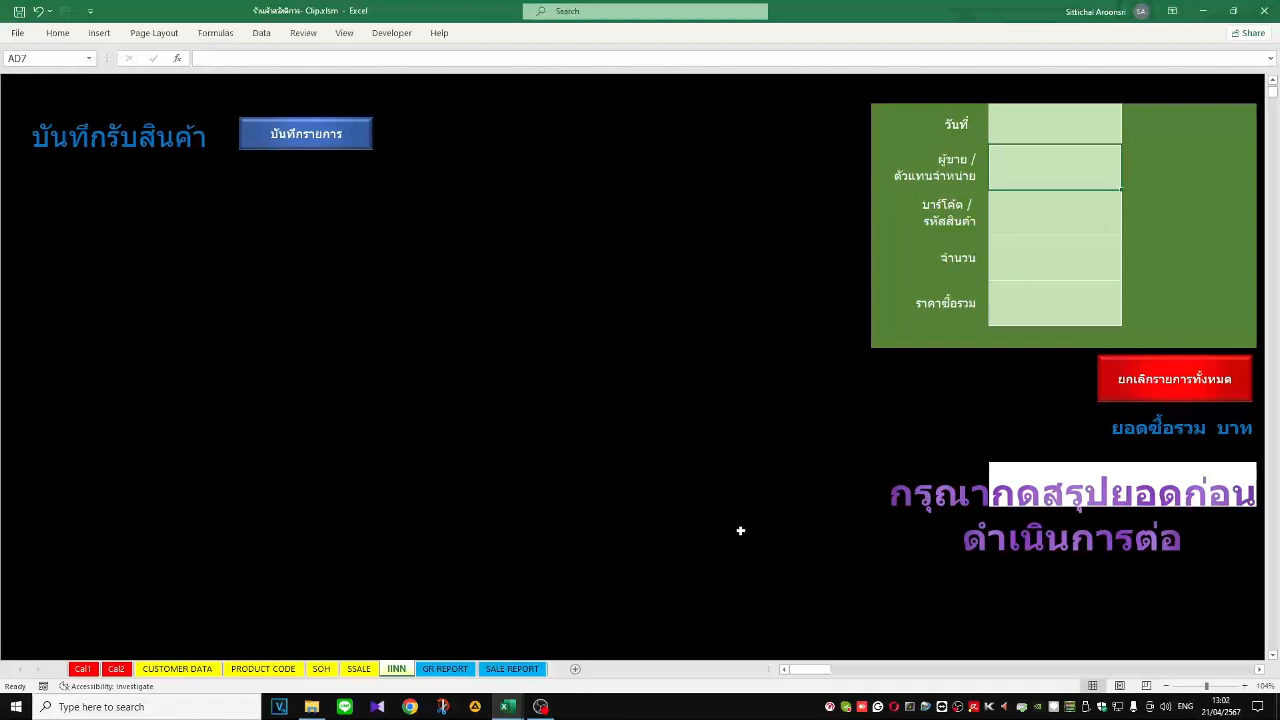 ร้านค้าสวัสดิการ- Clip.xlsm - Excel
Search
Sittichai Aroonsri
SA
File Home Insert Page Layout Formulas Data Review View Developer Help
Share
AD7
fx
บันทึกรับสินค้า
บันทึกรายการ
วันที่
ผู้ขาย /
ตัวแทนจำหน่าย
บาร์โค้ด /
รหัสสินค้า
จำนวน
ราคาซื้อรวม
ยกเลิกรายการทั้งหมด
ยอดซื้อรวม บาท
กรุณากดสรุปยอดก่อน
ดำเนินการต่อ
Cal1 Cal2 CUSTOMER DATA PRODUCT CODE SOH SSALE IINN GR REPORT SALE REPORT
Ready Accessibility: Investigate
104%
Type here to search
ENG
13:02
21/04/2567